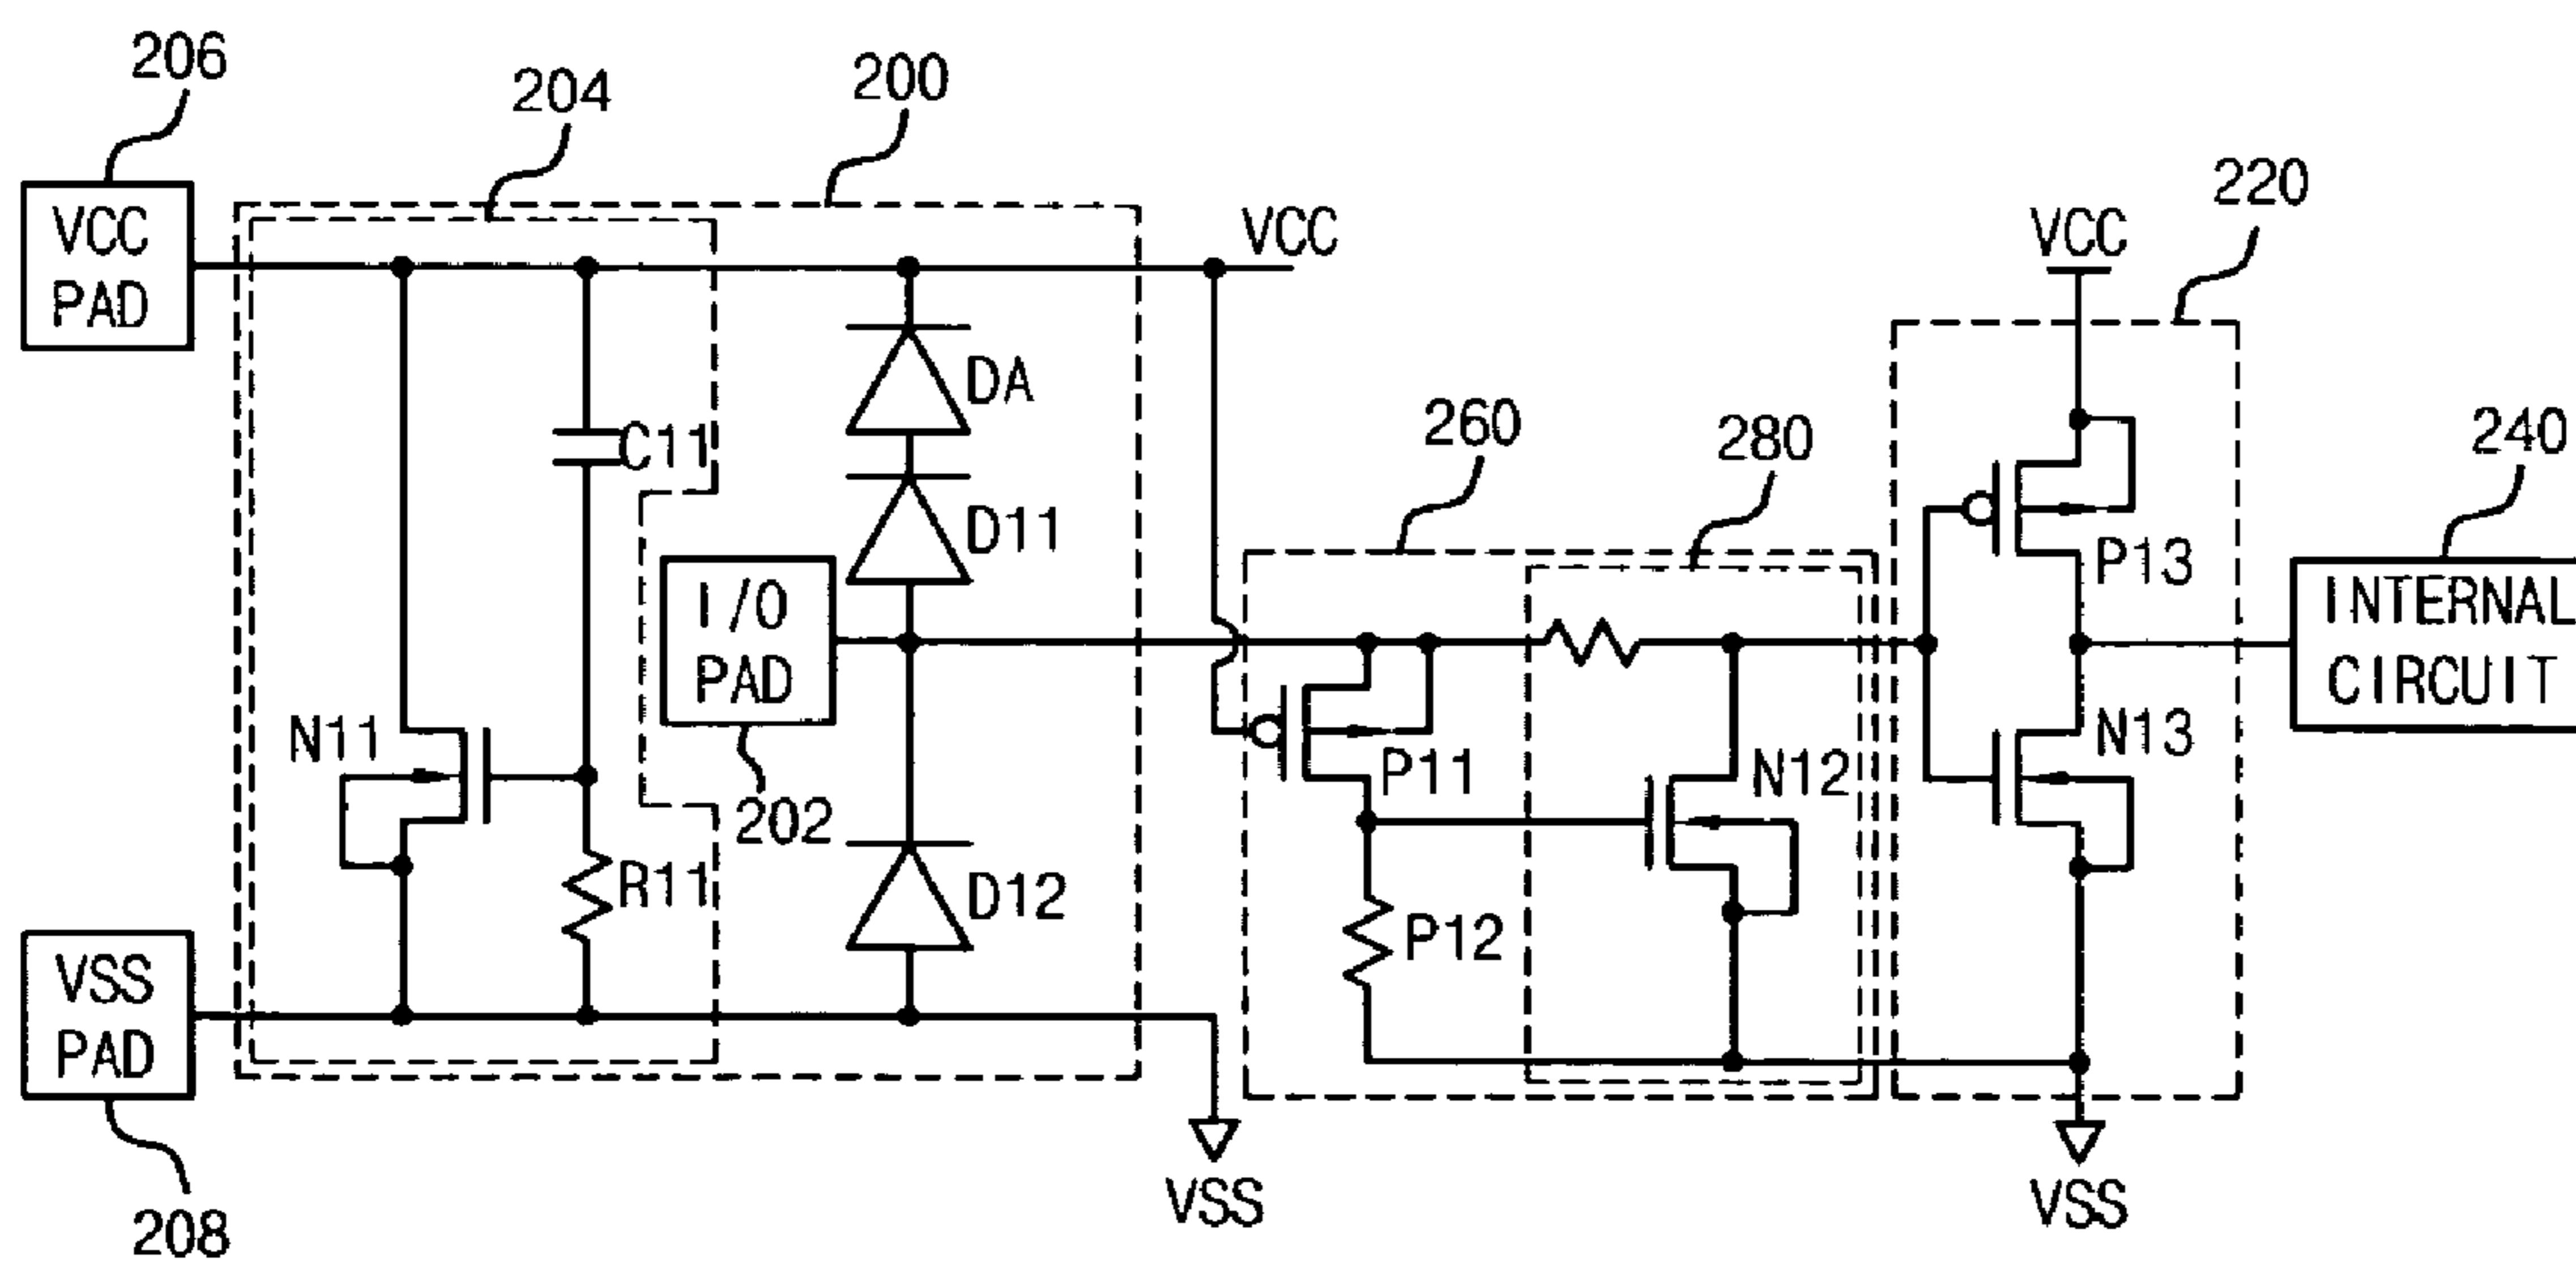 206
204
200
220
VCC
PAD
VCC
VCC
DA
C11
D11
260
280
240
P13
I/O
PAD
INTERNAL
CIRCUIT
N11
P11
N12
N13
202
R11
D12
P12
VSS
PAD
VSS
VSS
208